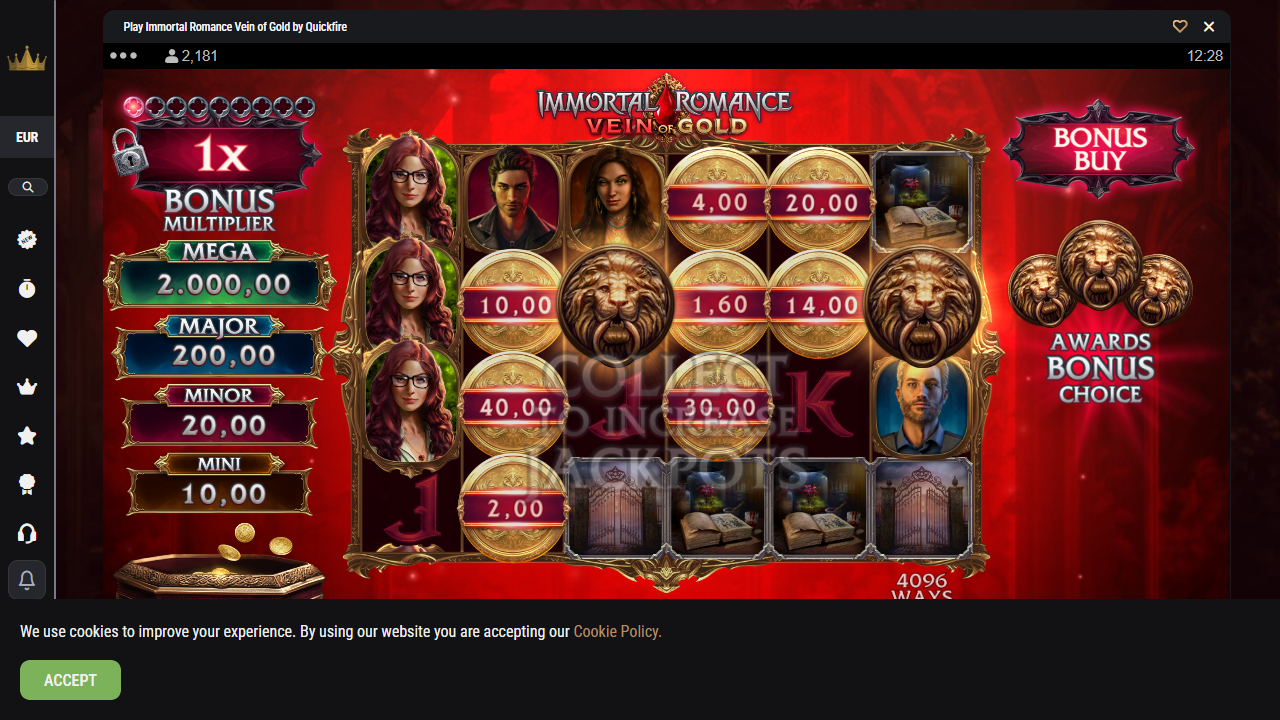 Play Immortal Romance Vein of Gold by Quickfire
2,181
12:28
EUR
NEW
IMMORTAL ROMANCE
VEIN OF GOLD
1x
BONUS
MULTIPLIER
MEGA
2.000,00
MAJOR
200,00
MINOR
20,00
MINI
10,00
4,00
20,00
10,00
1,60
14,00
40,00
J
30,00
K
J
2,00
COLLECT
TO INCREASE
JACKPOTS
4096
WAYS
BONUS
BUY
AWARDS
BONUS
CHOICE
We use cookies to improve your experience. By using our website you are accepting our Cookie Policy.
ACCEPT